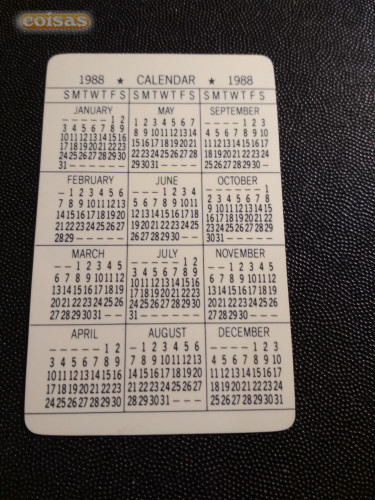 coisas
1988 ★ CALENDAR ★ 1988
S M T W T F S
JANUARY
– – – – – 1 2
3 4 5 6 7 8 9
10 11 12 13 14 15 16
17 18 19 20 21 22 23
24 25 26 27 28 29 30
31 – – – – – –
FEBRUARY
– 1 2 3 4 5 6
7 8 9 10 11 12 13
14 15 16 17 18 19 20
21 22 23 24 25 26 27
28 29 – – – – –
MARCH
– – 1 2 3 4 5
6 7 8 9 10 11 12
13 14 15 16 17 18 19
20 21 22 23 24 25 26
27 28 29 30 31 – –
APRIL
– – – – – 1 2
3 4 5 6 7 8 9
10 11 12 13 14 15 16
17 18 19 20 21 22 23
24 25 26 27 28 29 30
S M T W T F S
MAY
1 2 3 4 5 6 7
8 9 10 11 12 13 14
15 16 17 18 19 20 21
22 23 24 25 26 27 28
29 30 31 – – – –
JUNE
– – – 1 2 3 4
5 6 7 8 9 10 11
12 13 14 15 16 17 18
19 20 21 22 23 24 25
26 27 28 29 30 – –
JULY
– – – – – 1 2
3 4 5 6 7 8 9
10 11 12 13 14 15 16
17 18 19 20 21 22 23
24 25 26 27 28 29 30
31 – – – – – –
AUGUST
– 1 2 3 4 5 6
7 8 9 10 11 12 13
14 15 16 17 18 19 20
21 22 23 24 25 26 27
28 29 30 31 – – –
S M T W T F S
SEPTEMBER
– – – – 1 2 3
4 5 6 7 8 9 10
11 12 13 14 15 16 17
18 19 20 21 22 23 24
25 26 27 28 29 30 –
OCTOBER
– – – – – – 1
2 3 4 5 6 7 8
9 10 11 12 13 14 15
16 17 18 19 20 21 22
23 24 25 26 27 28 29
30 31 – – – – –
NOVEMBER
– – 1 2 3 4 5
6 7 8 9 10 11 12
13 14 15 16 17 18 19
20 21 22 23 24 25 26
27 28 29 30 – – –
DECEMBER
– – – – 1 2 3
4 5 6 7 8 9 10
11 12 13 14 15 16 17
18 19 20 21 22 23 24
25 26 27 28 29 30 31